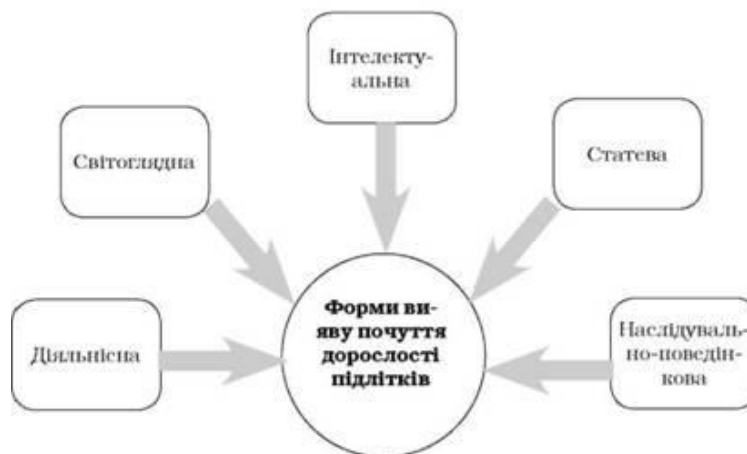 Інтелекту-
альна
Світоглядна
Статева
Форми ви-
яву почуття
дорослості
підлітків
Діяльнісна
Наслідуваль-
но-поведін-
кова